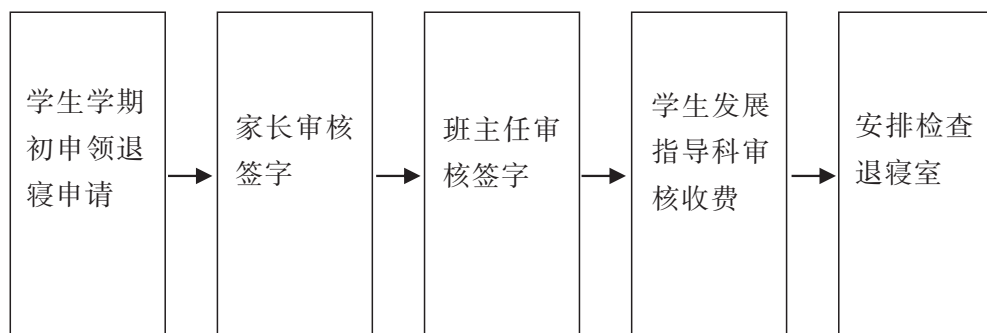 学生学期
初申领退
寝申请
家长审核
签字
班主任审
核签字
学生发展
指导科审
核收费
安排检查
退寝室